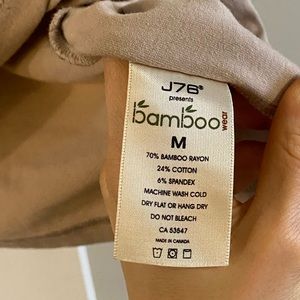 J76®
presents
bamboo
wear
M
70% BAMBOO RAYON
24% COTTON
6% SPANDEX
MACHINE WASH COLD
DRY FLAT OR HANG DRY
DO NOT BLEACH
CA 53647
MADE IN CANADA